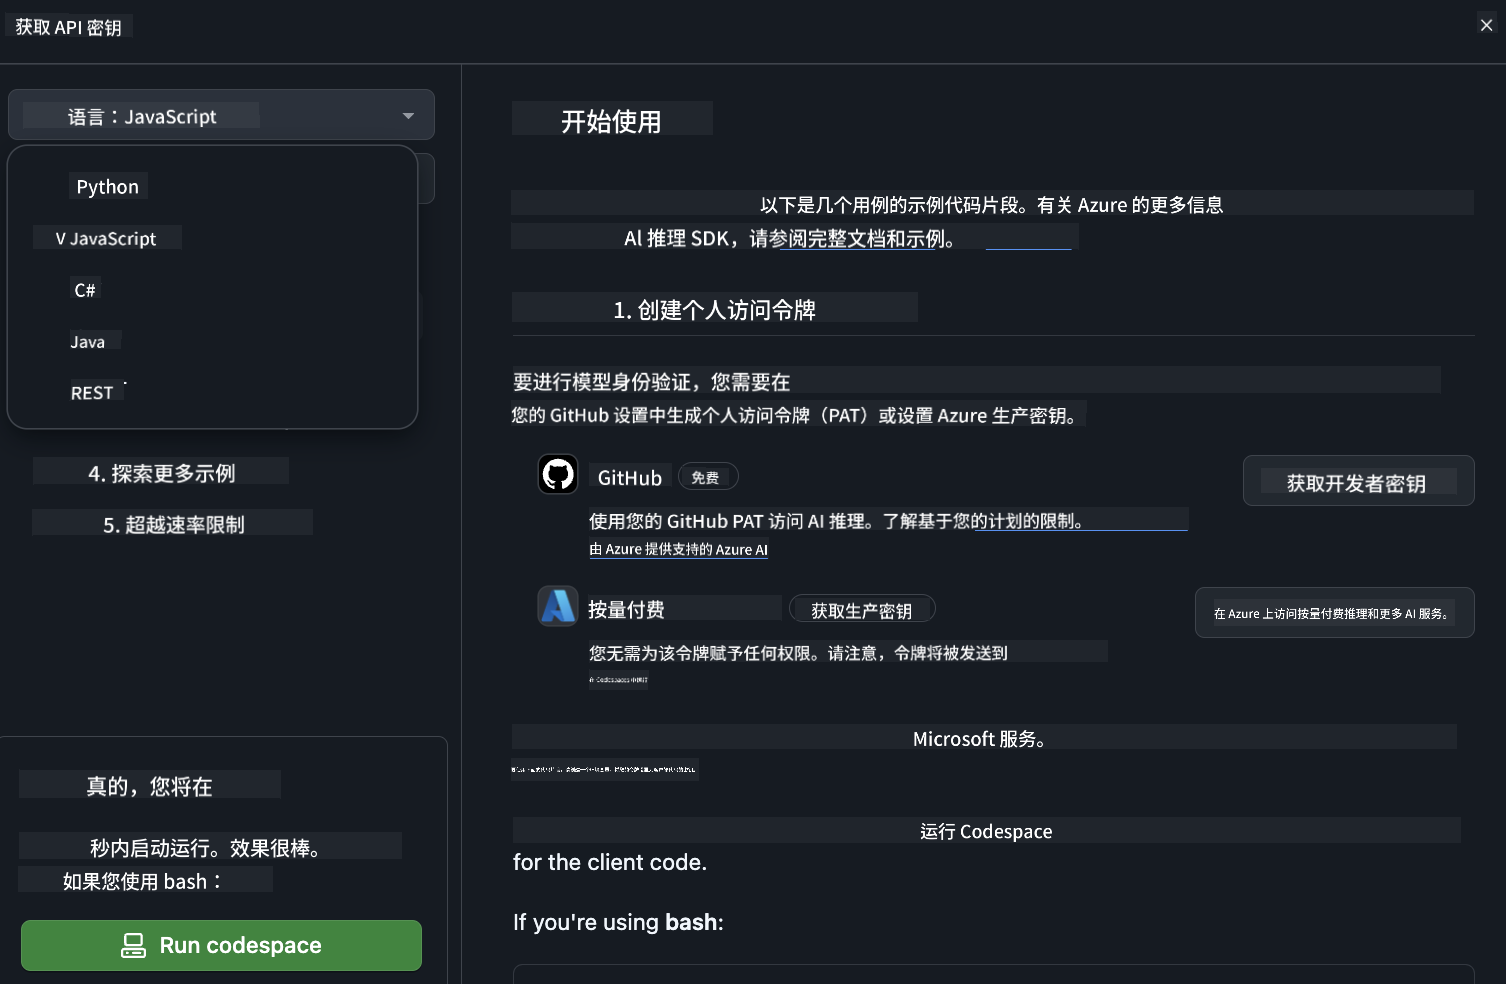 获取 API 密钥
语言：JavaScript
Python
V JavaScript
C#
Java
REST
4. 探索更多示例
5. 超越速率限制
真的，您将在
秒内启动运行。效果很棒。
如果您使用 bash：
Run codespace
开始使用
以下是几个用例的示例代码片段。有关 Azure 的更多信息
AI 推理 SDK，请参阅完整文档和示例。
1. 创建个人访问令牌
要进行模型身份验证，您需要在
您的 GitHub 设置中生成个人访问令牌（PAT）或设置 Azure 生产密钥。
GitHub 免费
获取开发者密钥
使用您的 GitHub PAT 访问 AI 推理。了解基于您的计划的限制。
由 Azure 提供支持的 Azure AI
按量付费 获取生产密钥
在 Azure 上访问按量付费推理和更多 AI 服务。
您无需为该令牌赋予任何权限。请注意，令牌将被发送到
在 Codespaces 中
Microsoft 服务。
运行 Codespace
for the client code.
If you're using bash: